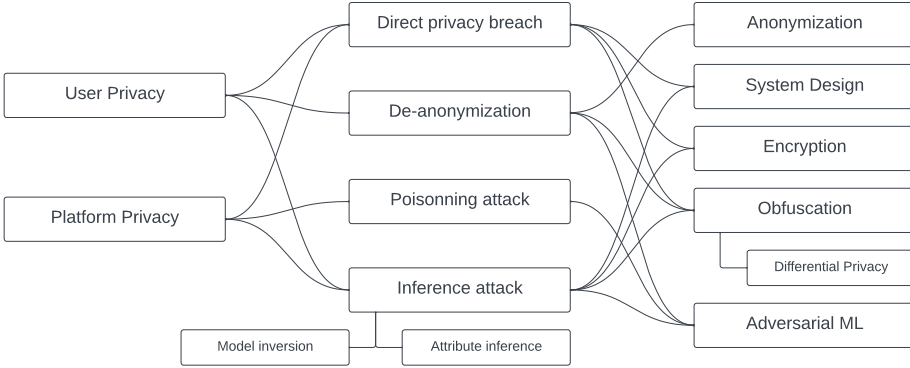 User Privacy
Platform Privacy
Direct privacy breach
De-anonymization
Poisonning attack
Inference attack
Model inversion
Attribute inference
Anonymization
System Design
Encryption
Obfuscation
Differential Privacy
Adversarial ML